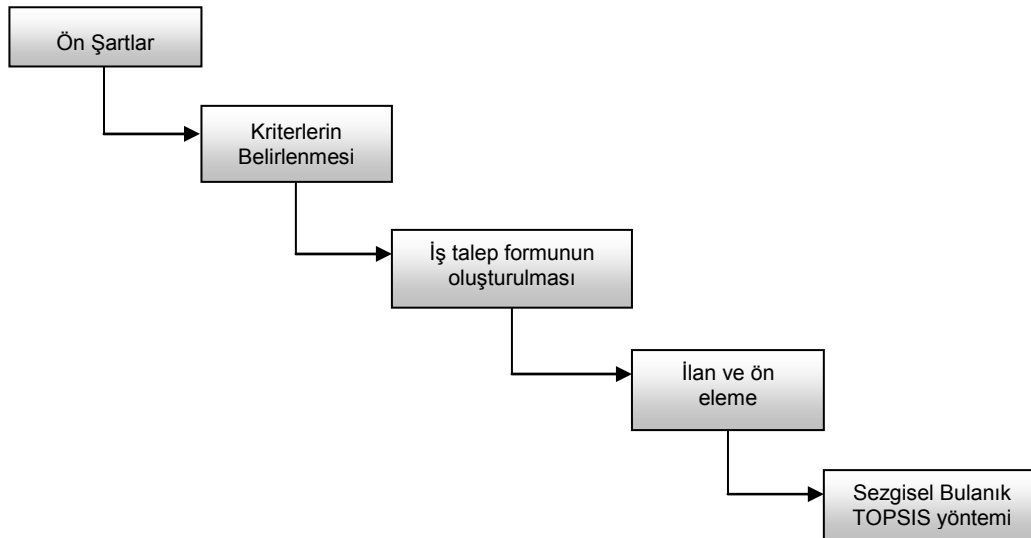 Ön Şartlar
Kriterlerin
Belirlenmesi
İş talep formunun
oluşturulması
İlan ve ön
eleme
Sezgisel Bulanık
TOPSIS yöntemi